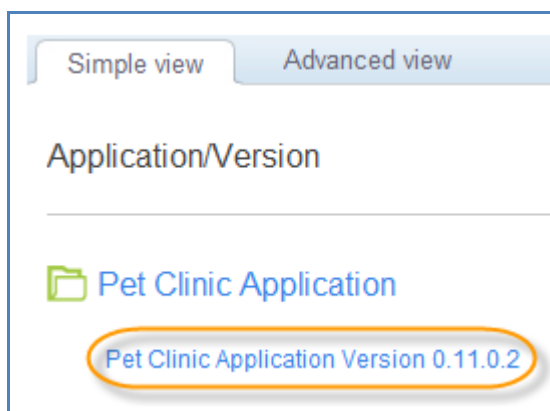 Simple view Advanced view
Application/Version
Pet Clinic Application
Pet Clinic Application Version 0.11.0.2